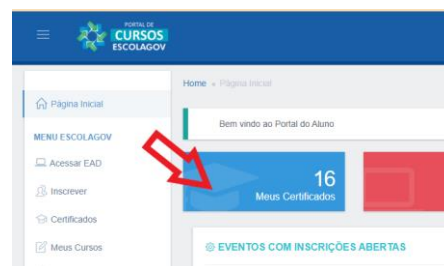 PORTAL DE
CURSOS
ESCOLAGOV
Home » Página Inicial
Página Inicial
Bem vindo ao Portal do Aluno
MENU ESCOLAGOV
Acessar EAD
Inscrever
Certificados
Meus Cursos
16
Meus Certificados
EVENTOS COM INSCRIÇÕES ABERTAS